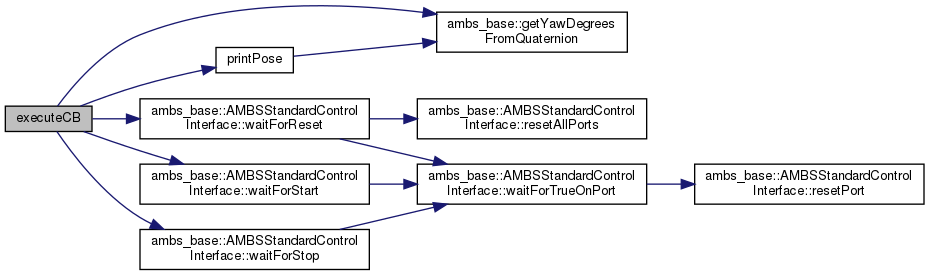 executeCB
ambs_base::getYawDegrees
FromQuaternion
printPose
ambs_base::AMBSStandardControl
Interface::waitForReset
ambs_base::AMBSStandardControl
Interface::resetAllPorts
ambs_base::AMBSStandardControl
Interface::waitForStart
ambs_base::AMBSStandardControl
Interface::waitForTrueOnPort
ambs_base::AMBSStandardControl
Interface::resetPort
ambs_base::AMBSStandardControl
Interface::waitForStop